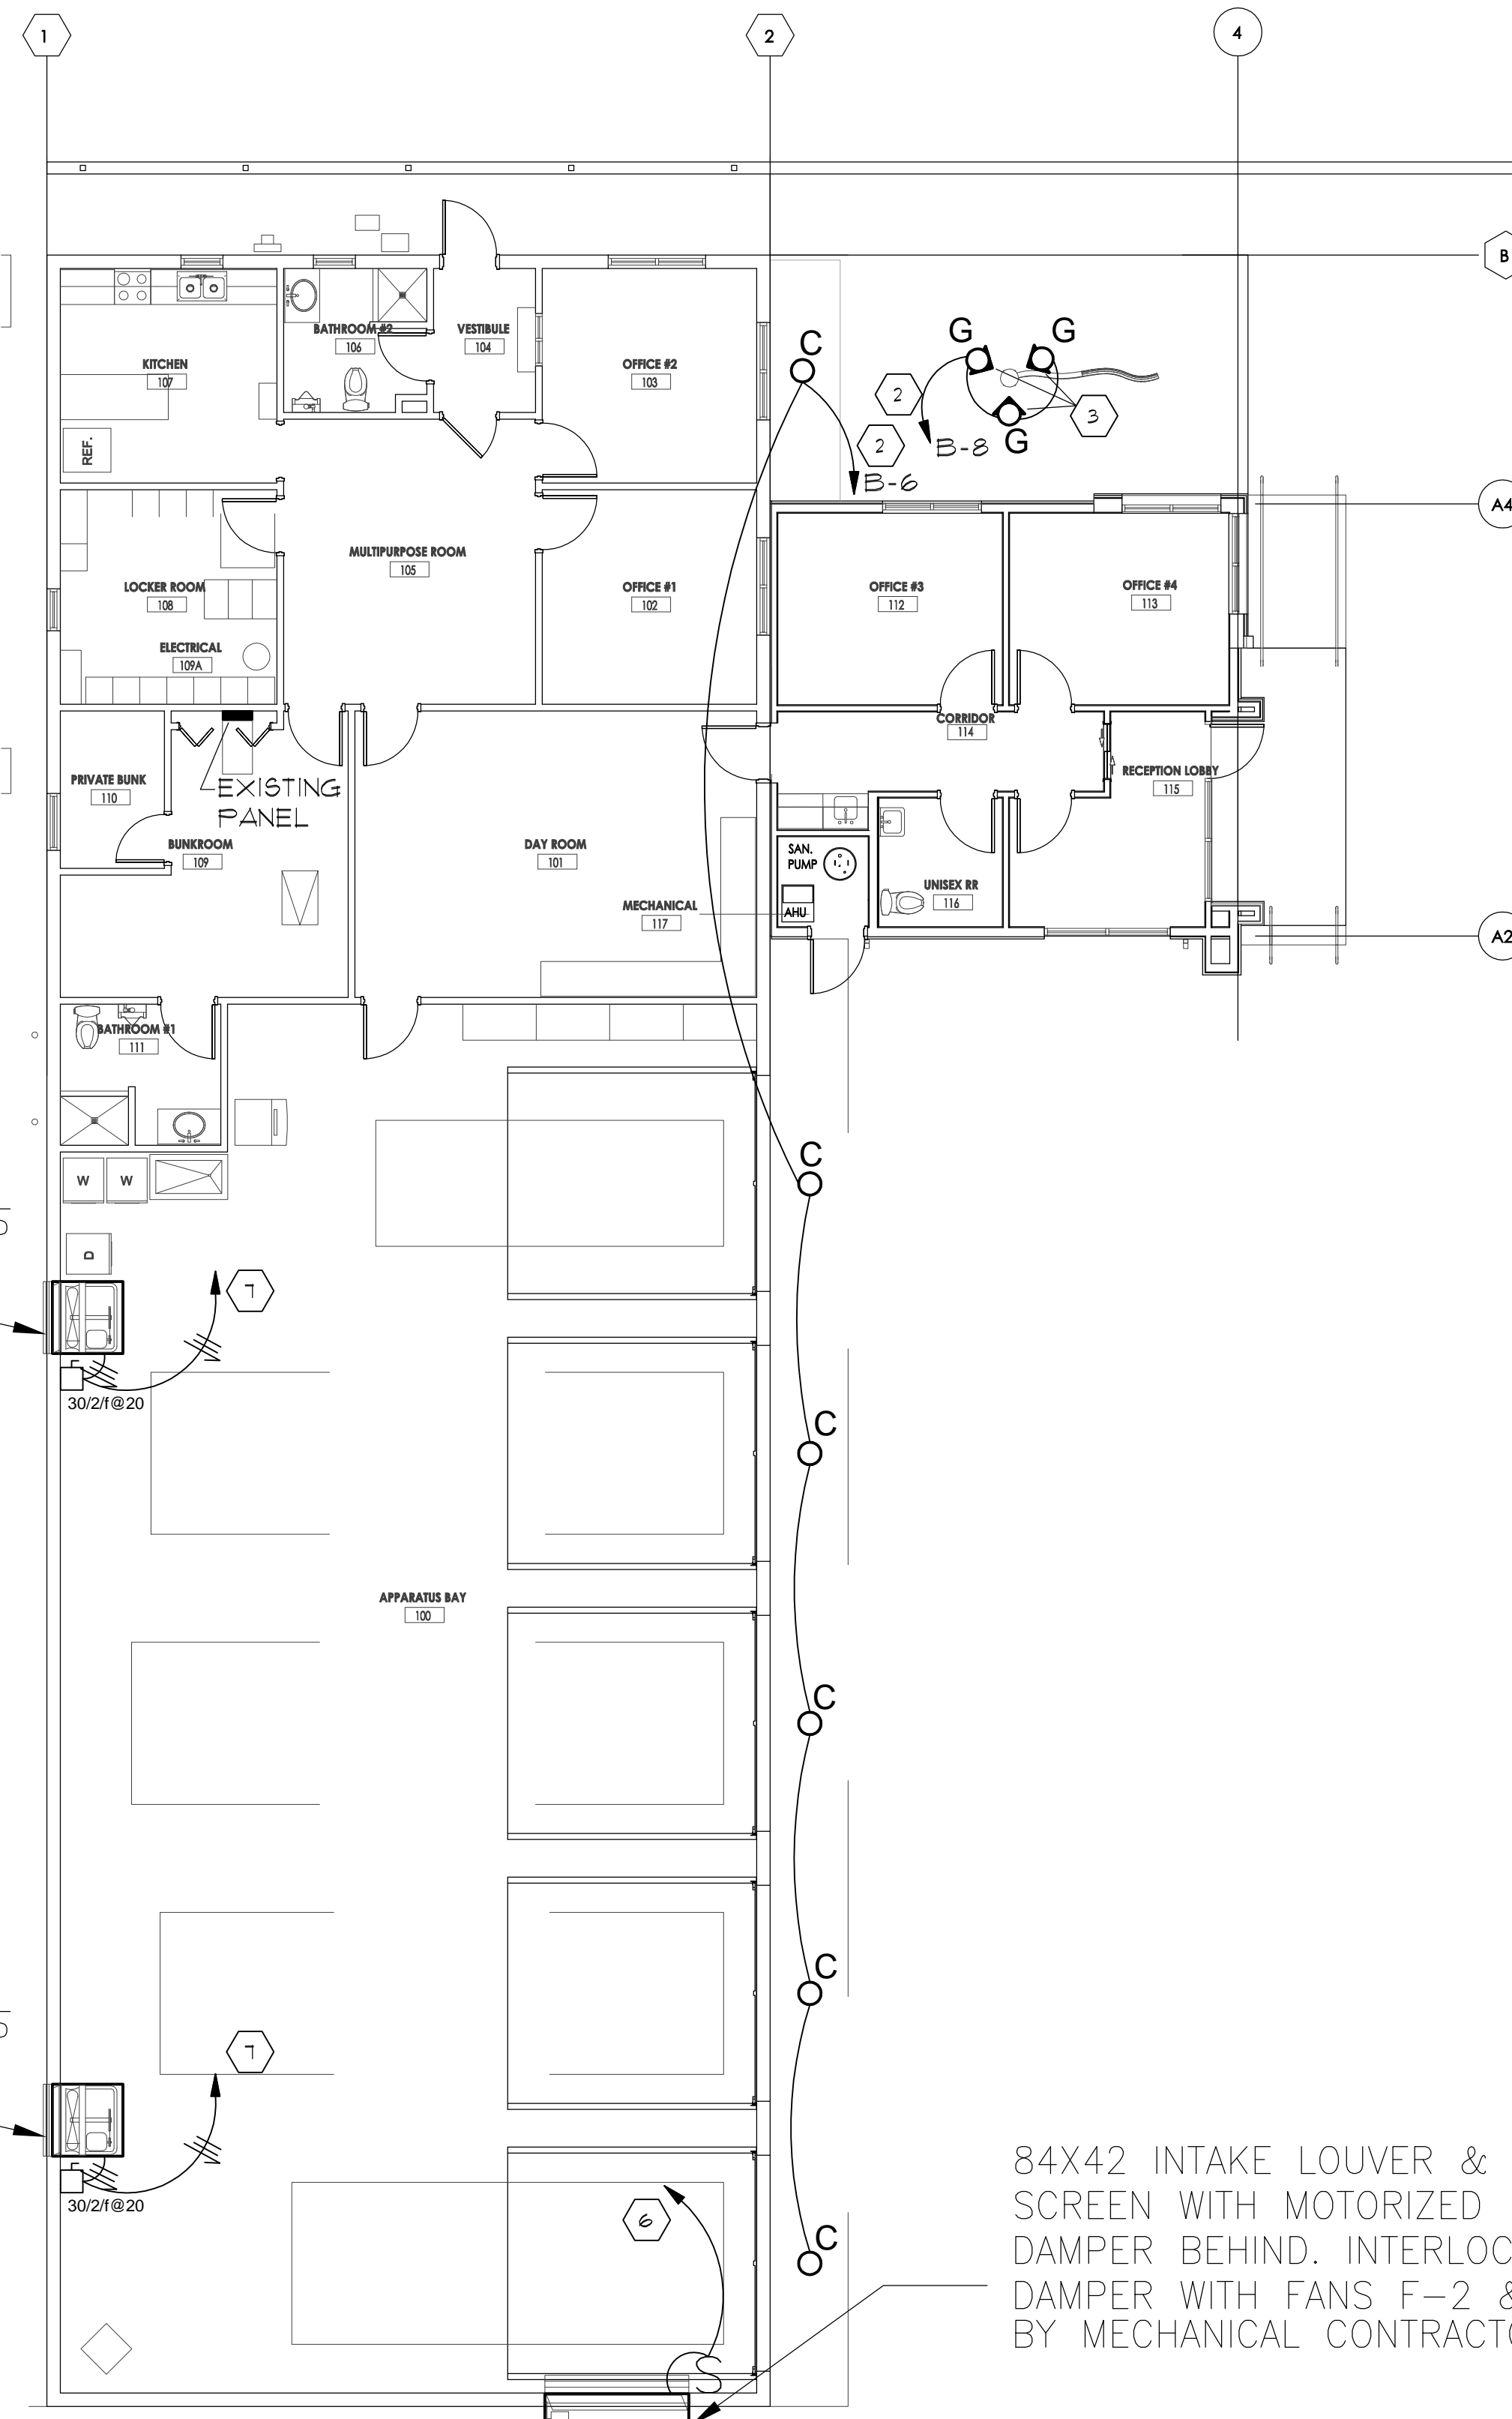 1
2
4
B
C
G
G
2
3
BATHROOM #2
106
VESTIBULE
104
KITCHEN
107
OFFICE #2
103
REF.
2
B-8
G
B-6
A4
MULTIPURPOSE ROOM
105
LOCKER ROOM
108
OFFICE #1
102
OFFICE #3
112
OFFICE #4
113
ELECTRICAL
109A
CORRIDOR
114
RECEPTION LOBBY
115
PRIVATE BUNK
110
EXISTING
PANEL
BUNKROOM
109
DAY ROOM
101
SAN.
PUMP
UNISEX RR
116
MECHANICAL
117
AHU
A2
BATHROOM #1
111
C
W
W
D
7
30/2/f@20
C
APPARATUS BAY
100
C
C
7
30/2/f@20
6
C
S
84X42 INTAKE LOUVER &
SCREEN WITH MOTORIZED
DAMPER BEHIND. INTERLOC
DAMPER WITH FANS F-2 &
BY MECHANICAL CONTRACTO